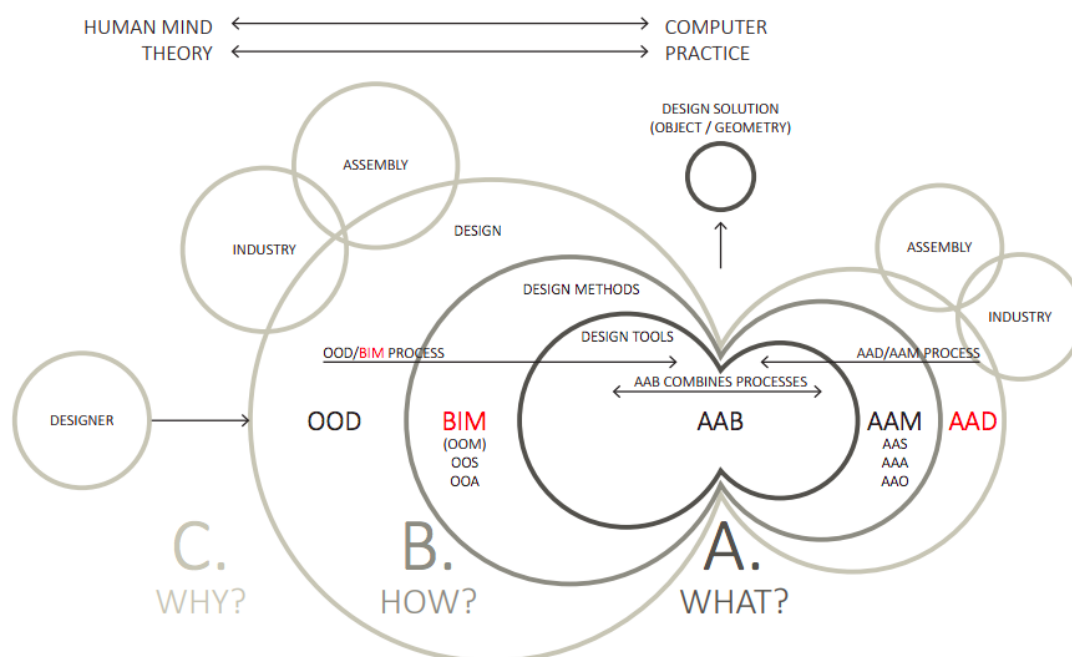 HUMAN MIND
COMPUTER
THEORY
PRACTICE
DESIGN SOLUTION
(OBJECT / GEOMETRY)
ASSEMBLY
INDUSTRY
DESIGN
ASSEMBLY
INDUSTRY
DESIGN METHODS
DESIGN TOOLS
OOD/BIM PROCESS
AAD/AAM PROCESS
AAB COMBINES PROCESSES
DESIGNER
OOD
BIM
(OOM)
OOS
OOA
AAB
AAM
AAS
AAA
AAO
AAD
C.
WHY?
B.
HOW?
A.
WHAT?